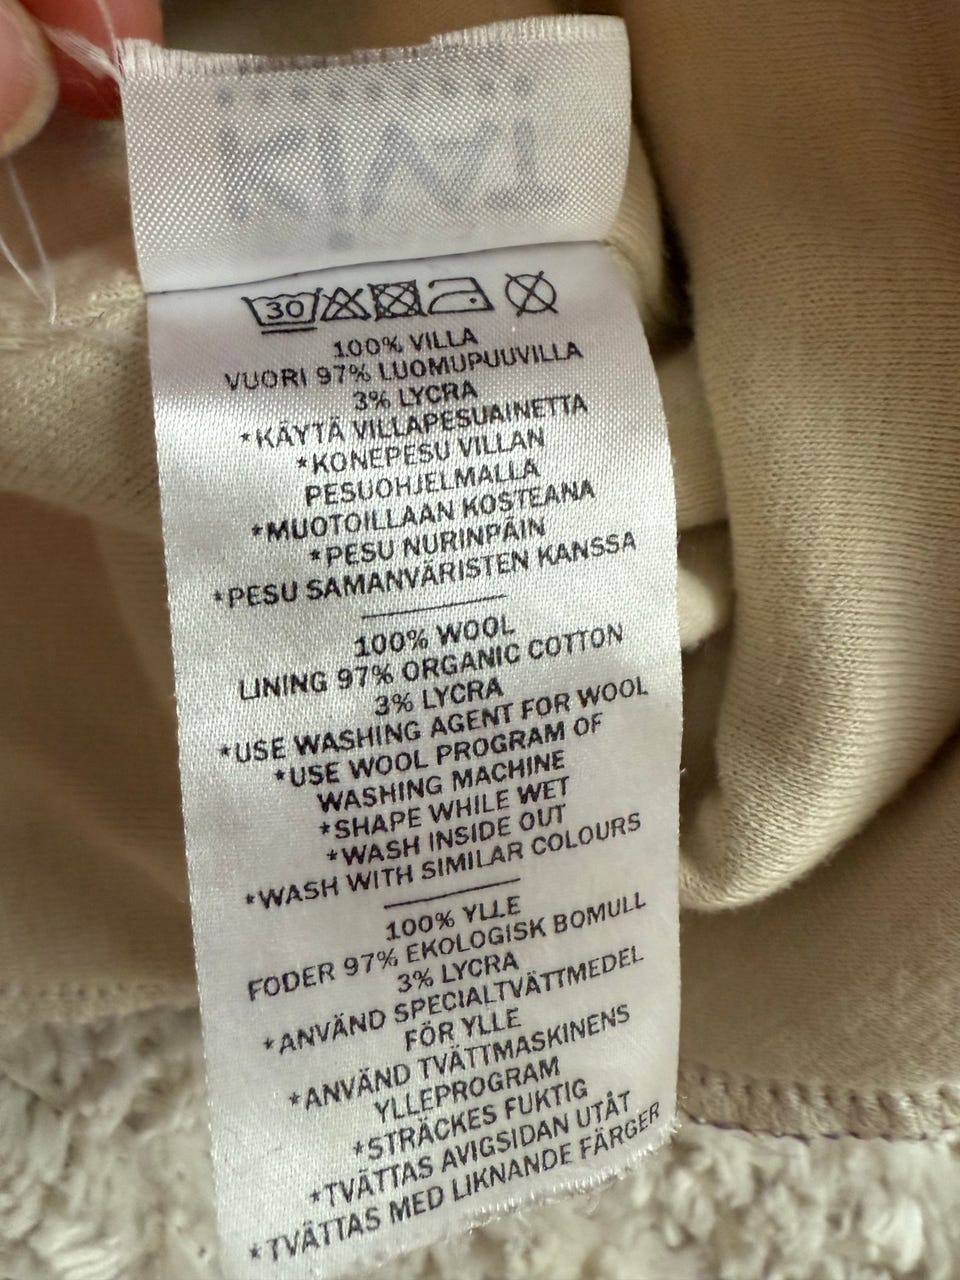 30
100% VILLA
VUORI 97% LUOMUPUUVILLA
3% LYCRA
*KÄYTÄ VILLAPESUAINETTA
*KONEPESU VILLAN
PESUOHJELMALLA
*MUOTOILLAAN KOSTEANA
*PESU NURINPÄIN
*PESU SAMANVÄRISTEN KANSSA
100% WOOL
LINING 97% ORGANIC COTTON
3% LYCRA
*USE WASHING AGENT FOR WOOL
*USE WOOL PROGRAM OF
WASHING MACHINE
*SHAPE WHILE WET
*WASH INSIDE OUT
*WASH WITH SIMILAR COLOURS
100% YLLE
FODER 97% EKOLOGISK BOMULL
3% LYCRA
*ANVÄND SPECIALTVÄTTMEDEL
FÖR YLLE
*ANVÄND TVÄTTMASKINENS
YLLEPROGRAM
*STRÄCKES FUKTIG
*TVÄTTAS AVIGSIDAN UTÅT
*TVÄTTAS MED LIKNANDE FÄRGER